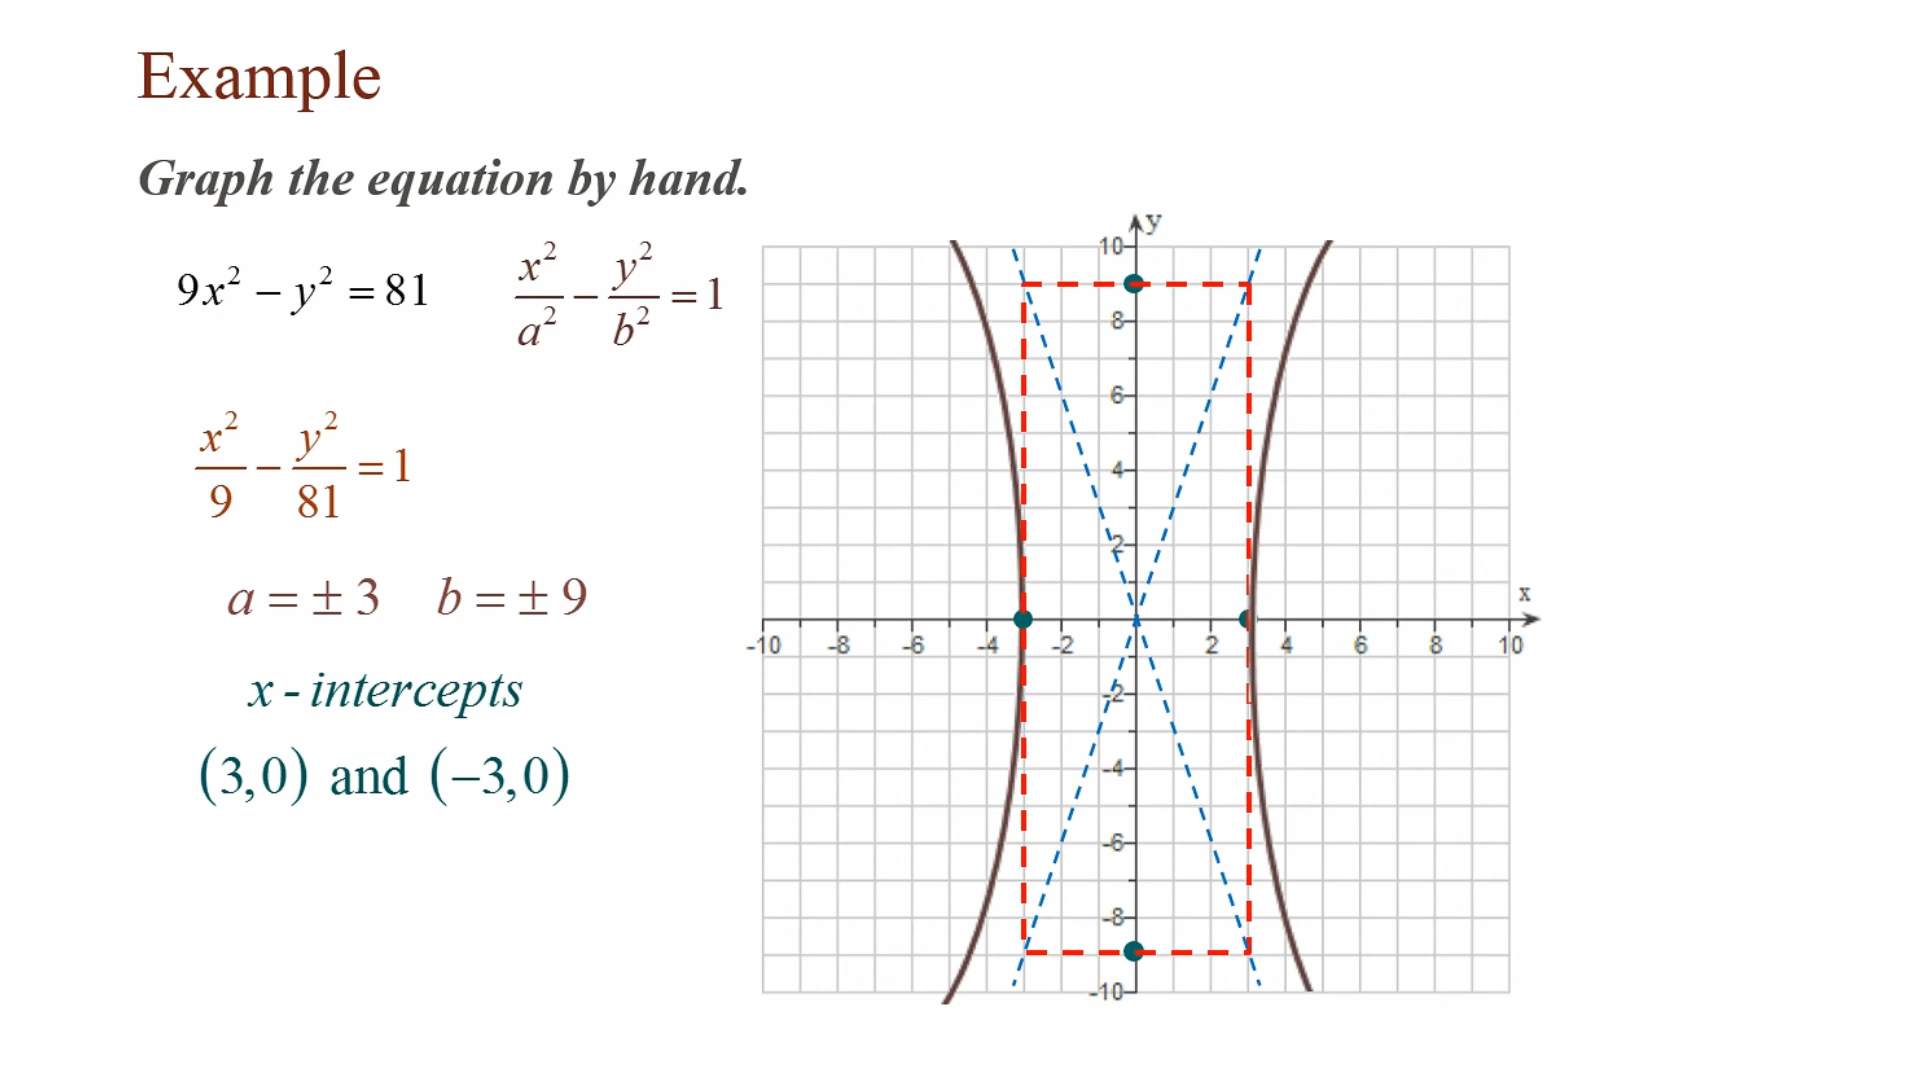 Example
Graph the equation by hand.
9x² − y² = 81
x²/a² − y²/b² = 1
x²/9 − y²/81 = 1
a = ± 3 b = ± 9
x - intercepts
(3,0) and (−3,0)
y
10
8
6
4
2
x
-10 -8 -6 -4 -2 2 4 6 8 10
-2
-4
-6
-8
-10